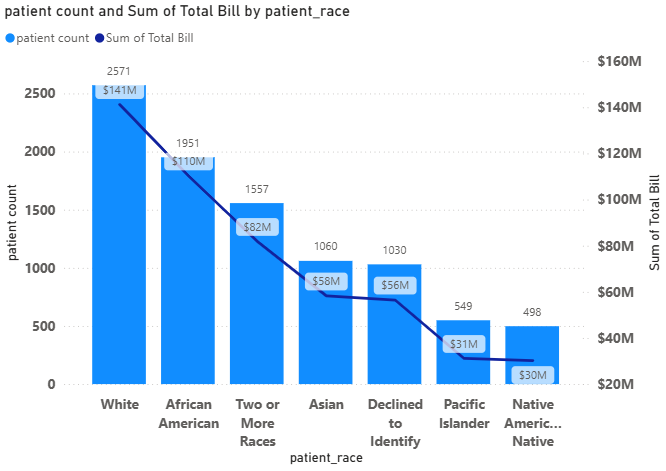 patient count and Sum of Total Bill by patient_race
patient count Sum of Total Bill
$160M
$140M
$120M
$100M
$80M
$60M
$40M
$20M
Sum of Total Bill
2500
2000
1500
1000
500
0
patient count
2571
$141M
1951
$110M
1557
$82M
1060
$58M
1030
$56M
549
$31M
498
$30M
White
African
American
Two or
More
Races
Asian
Declined
to
Identify
Pacific
Islander
Native
Americ...
Native
patient_race